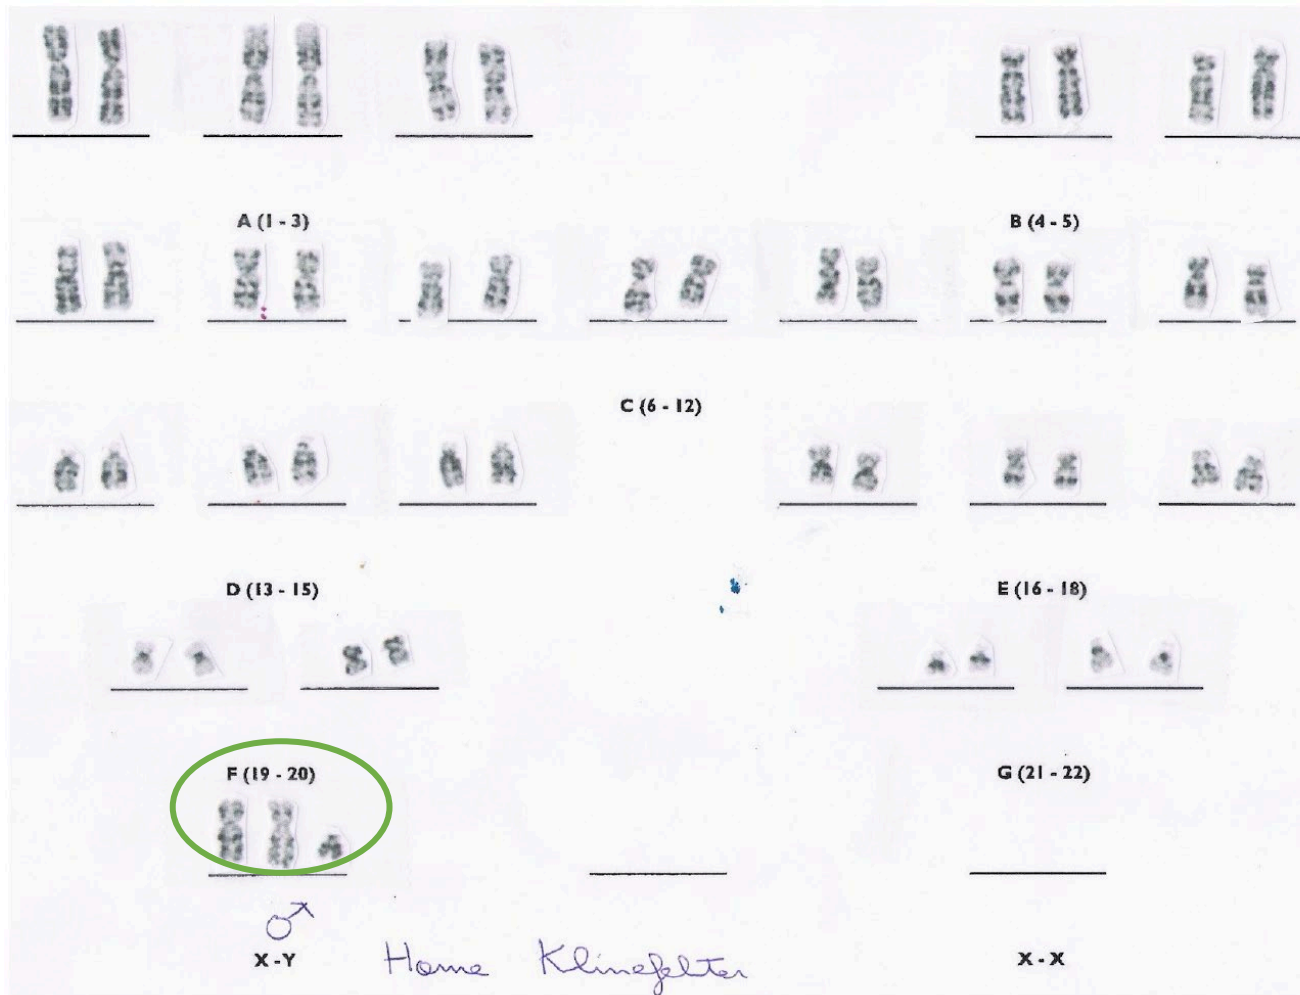 A (1 - 3)
B (4 - 5)
C (6 - 12)
D (13 - 15)
E (16 - 18)
F (19 - 20)
G (21 - 22)
♂
X - Y
Home Klinefelter
X - X